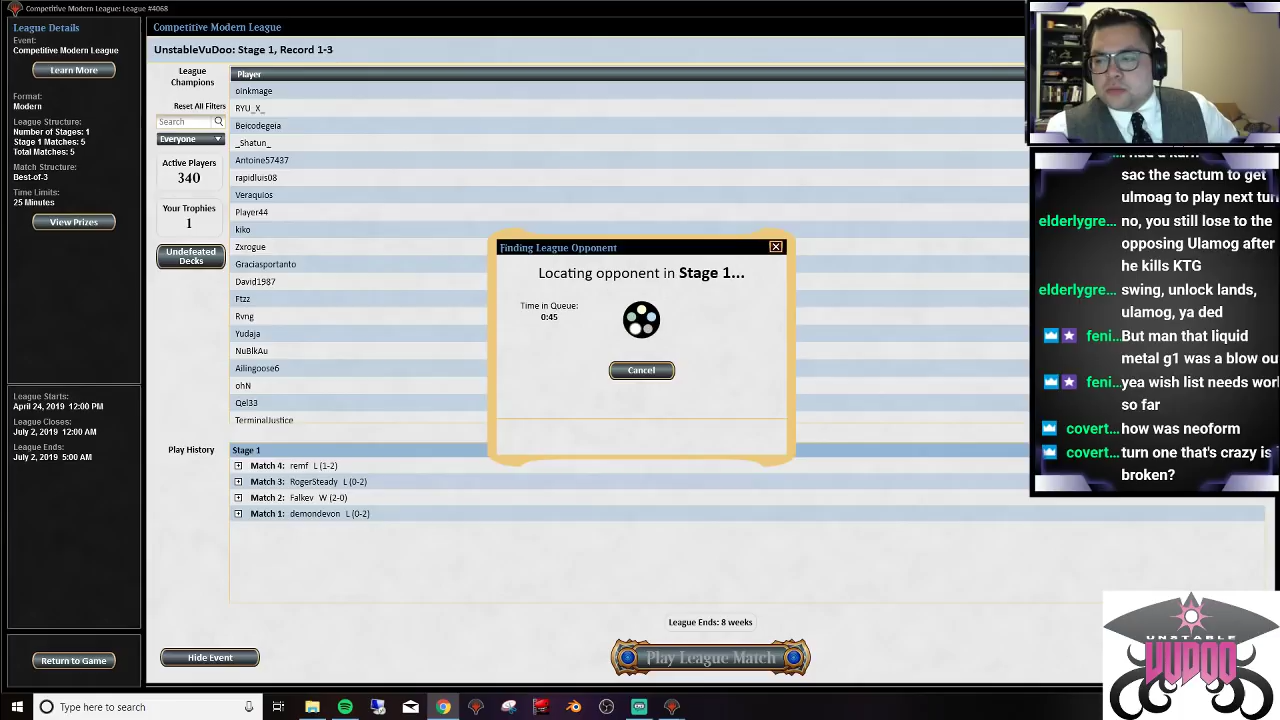 Competitive Modern League: League #4068
League Details
Event:
Competitive Modern League
Learn More
Format:
Modern
League Structure:
Number of Stages: 1
Stage 1 Matches: 5
Total Matches: 5
Match Structure:
Best-of-3
Time Limits:
25 Minutes
View Prizes
League Starts:
April 24, 2019 12:00 PM
League Closes:
July 2, 2019 12:00 AM
League Ends:
July 2, 2019 5:00 AM
Return to Game
Competitive Modern League
UnstableVuDoo: Stage 1, Record 1-3
League
Champions
Reset All Filters
Search
Everyone
Active Players
340
Your Trophies
1
Undefeated
Decks
Player
oinkmage
RYU_X_
Beicodegeia
_Shatun_
Antoine57437
rapidluis08
Veraquios
Player44
kiko
Zxrogue
Graciasportanto
David1987
Ftzz
Rvng
Yudaja
NuBlkAu
Ailingoose6
ohN
Qel33
TerminalJustice
Finding League Opponent
Locating opponent in Stage 1...
Time in Queue:
0:45
Cancel
Play History
Stage 1
Match 4: remf L (1-2)
Match 3: RogerSteady L (0-2)
Match 2: Falkev W (2-0)
Match 1: demondevon L (0-2)
League Ends: 8 weeks
Hide Event
Play League Match
sac the sactum to get
ulmoag to play next tur
elderlygre... no, you still lose to the
opposing Ulamog after
he kills KTG
elderlygre... swing, unlock lands,
ulamog, ya ded
feni... But man that liquid
metal g1 was a blow ou
feni... yea wish list needs wor
so far
covert... how was neoform
covert... turn one that's crazy is
broken?
UNSTABLE
VUDOO
Type here to search